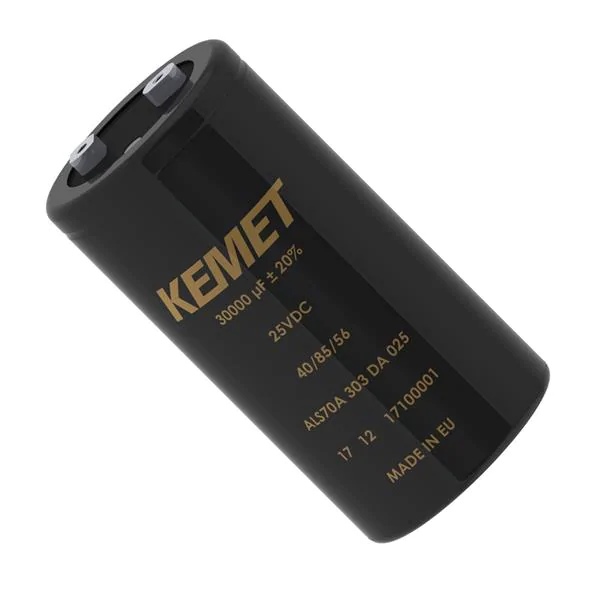 KEMET
30000 µF ± 20%
25VDC
40/85/56
ALS70A 303 DA 025
17 12 17100001
MADE IN EU